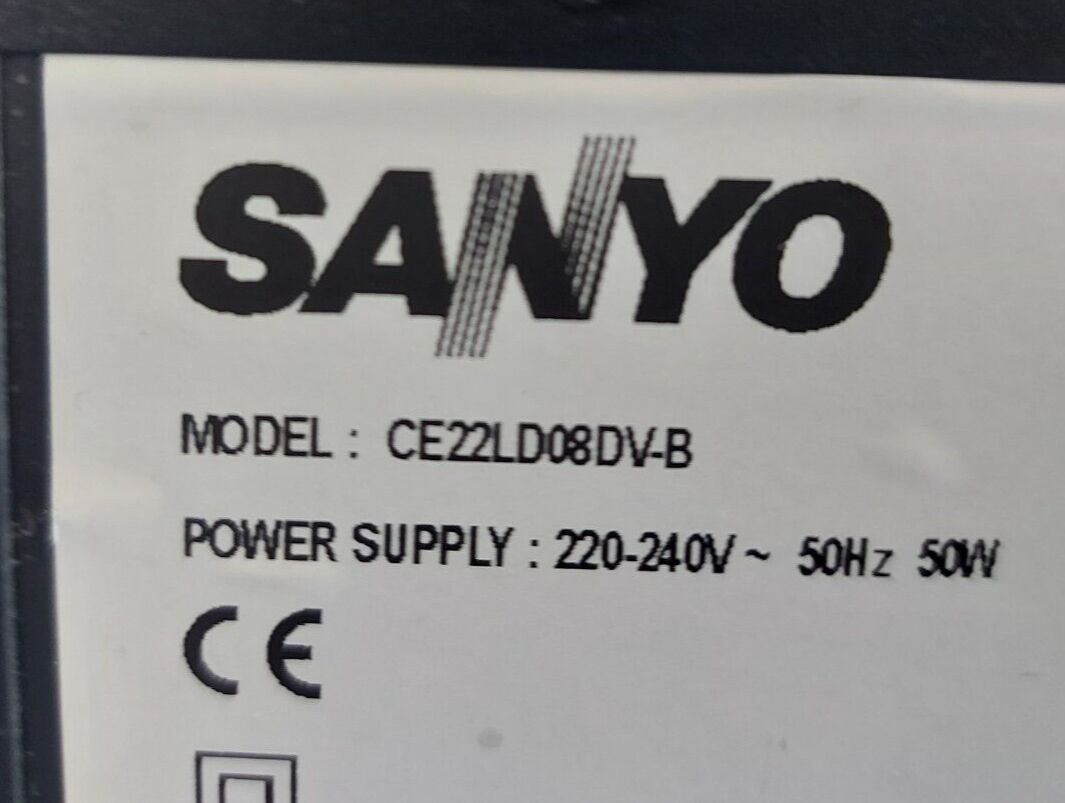 SANYO
MODEL : CE22LD08DV-B
POWER SUPPLY : 220-240V ~ 50Hz 50W
CE